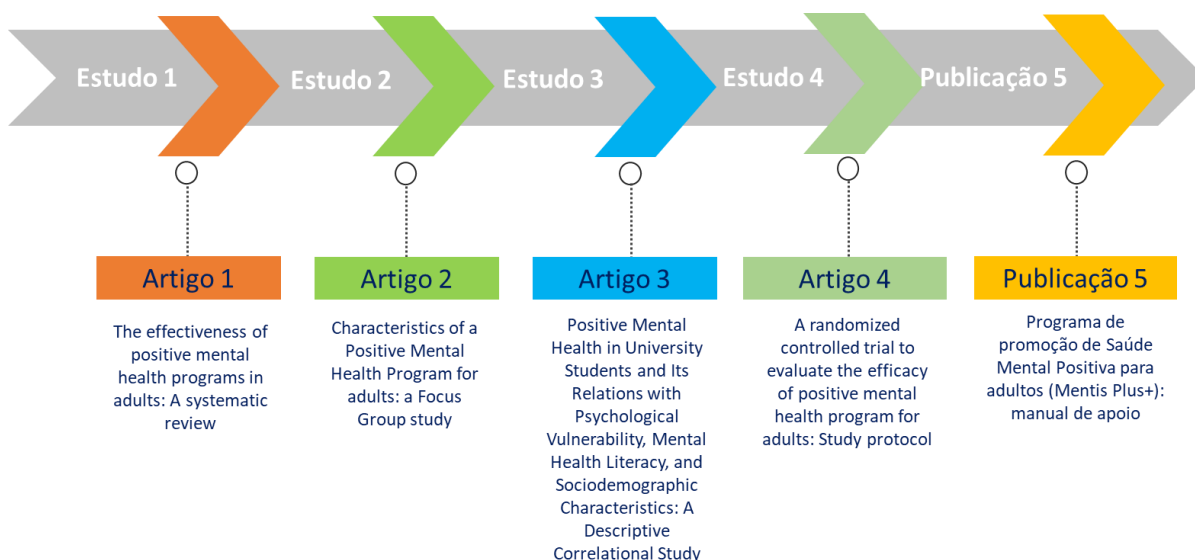 Estudo 1
Estudo 2
Estudo 3
Estudo 4
Publicação 5
Artigo 1
The effectiveness of
positive mental
health programs in
adults: A systematic
review
Artigo 2
Characteristics of a
Positive Mental
Health Program for
adults: a Focus
Group study
Artigo 3
Positive Mental
Health in University
Students and Its
Relations with
Psychological
Vulnerability, Mental
Health Literacy, and
Sociodemographic
Characteristics: A
Descriptive
Correlational Study
Artigo 4
A randomized
controlled trial to
evaluate the efficacy
of positive mental
health program for
adults: Study protocol
Publicação 5
Programa de
promoção de Saúde
Mental Positiva para
adultos (Mentis Plus+):
manual de apoio